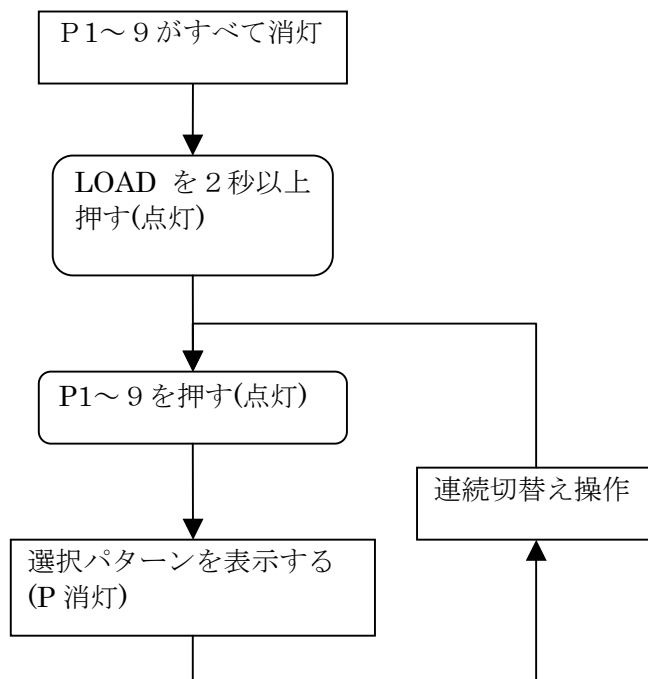 Ｐ1～９がすべて消灯
LOAD を２秒以上
押す(点灯)
P1～９を押す(点灯)
連続切替え操作
選択パターンを表示する
(P 消灯)